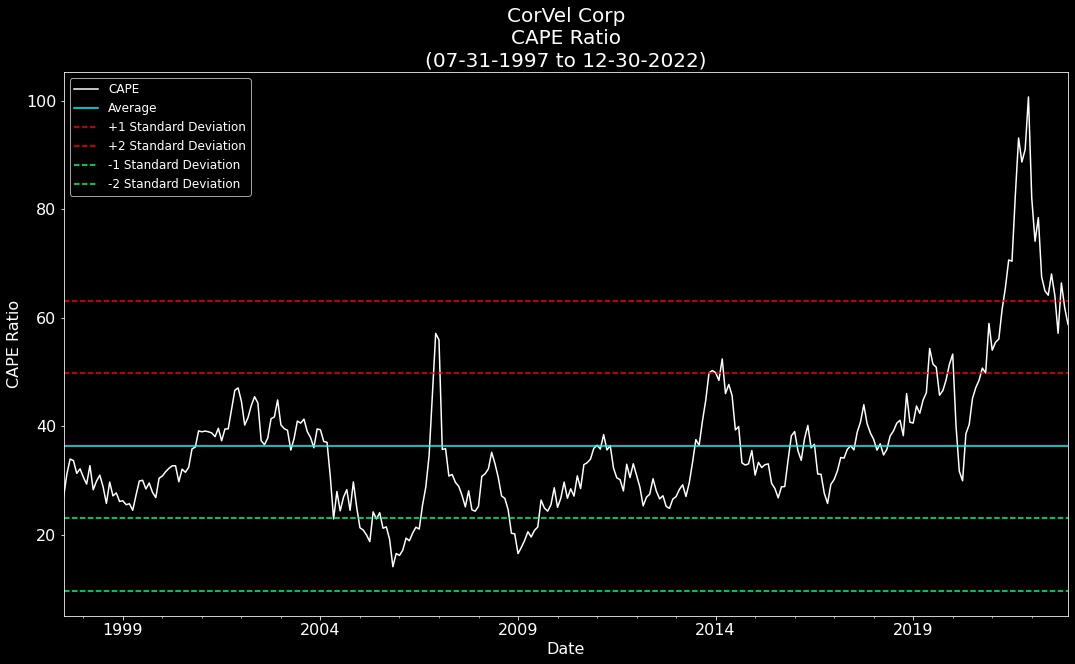 CorVel Corp
CAPE Ratio
(07-31-1997 to 12-30-2022)
CAPE
Average
+1 Standard Deviation
+2 Standard Deviation
-1 Standard Deviation
-2 Standard Deviation
CAPE Ratio
100
80
60
40
20
1999
2004
2009
2014
2019
Date